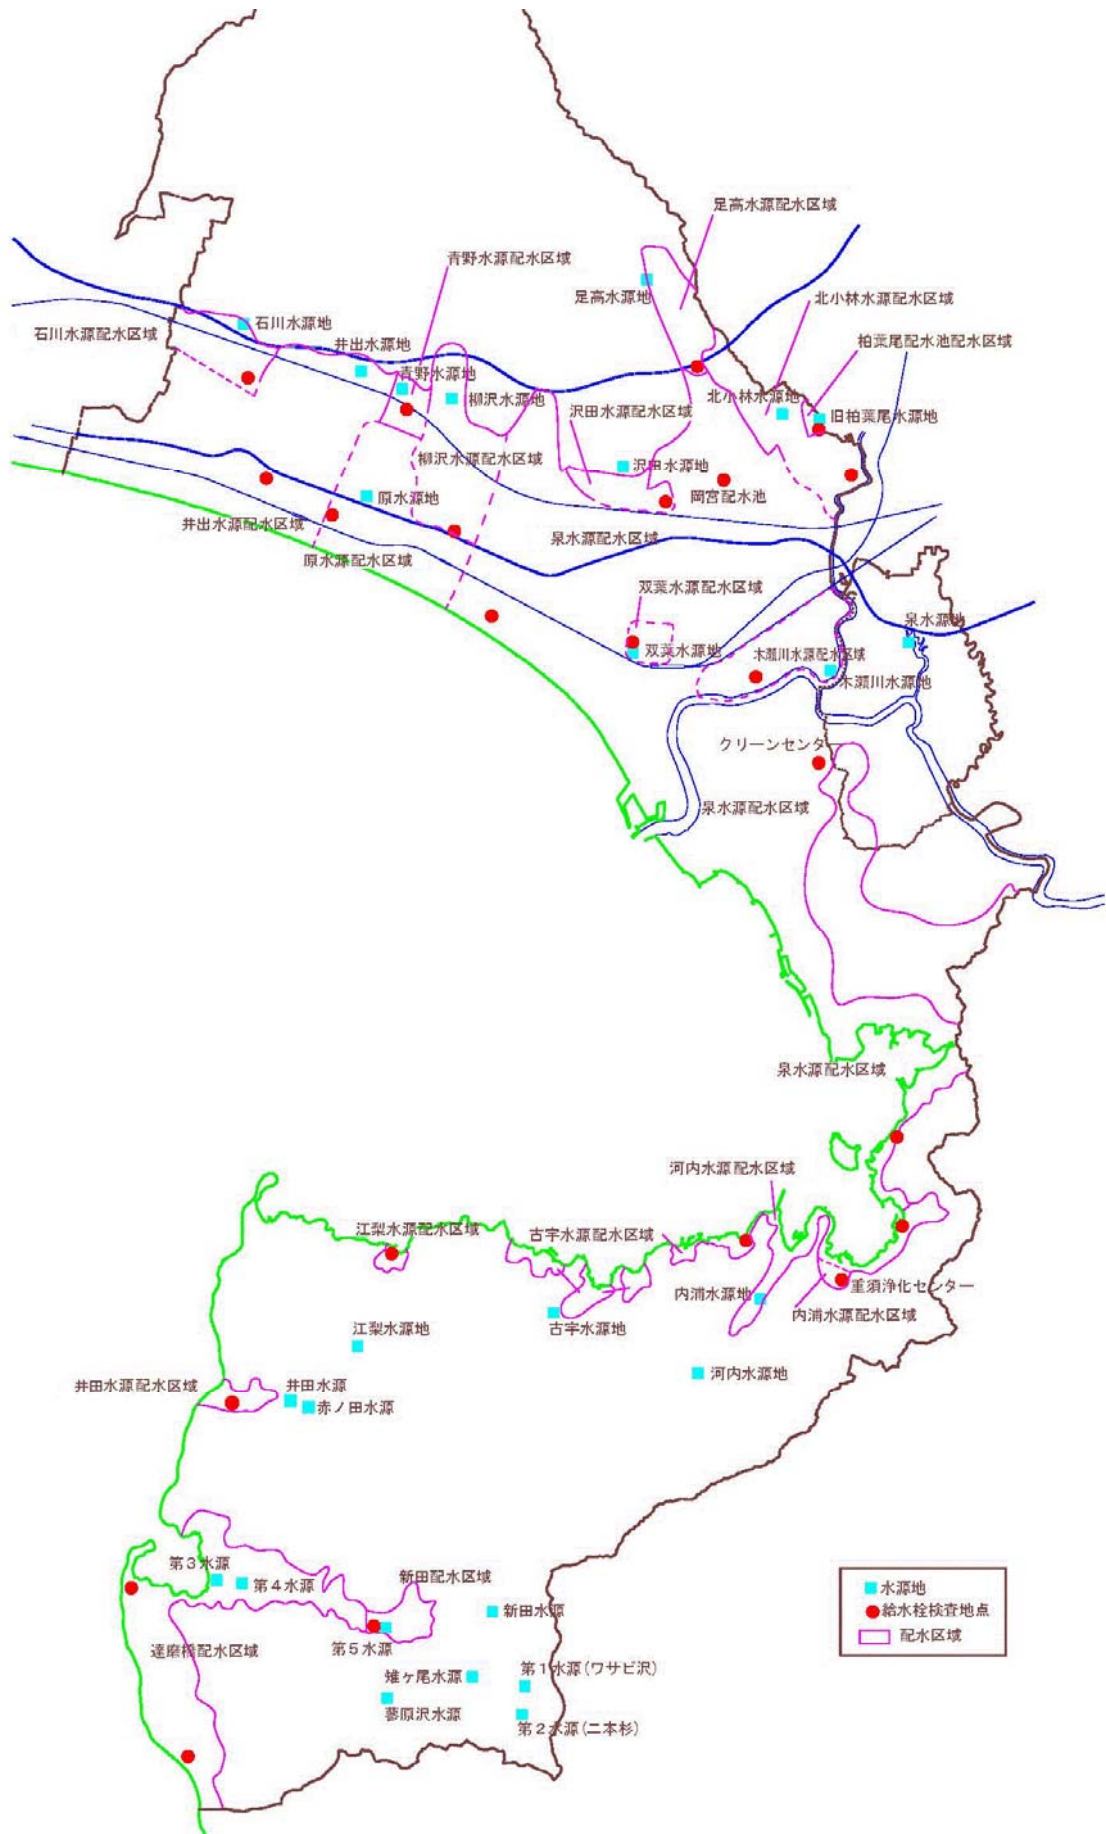 足高水源配水区域
青野水源配水区域
足高水源地
北小林水源配水区域
石川水源地
石川水源配水区域
井出水源地
柏葉尾配水池配水区域
青野水源地
柳沢水源地
沢田水源配水区域
北小林水源地
旧柏葉尾水源地
柳沢水源配水区域
沢田水源地
原水源地
岡宮配水池
井出水源配水区域
泉水源配水区域
原水源配水区域
双葉水源配水区域
泉水源地
双葉水源地
木瀬川水源配水区域
木瀬川水源地
クリーンセンター
泉水源配水区域
泉水源配水区域
河内水源配水区域
江梨水源配水区域
古宇水源配水区域
内浦水源地
重須浄化センター
内浦水源配水区域
江梨水源地
古宇水源地
河内水源地
井田水源配水区域
井田水源
赤ノ田水源
第3水源
第4水源
新田配水区域
新田水源
第5水源
達磨橋配水区域
雉ヶ尾水源
第1水源(ワサビ沢)
蓼原沢水源
第2水源(二本杉)
水源地
給水栓検査地点
配水区域